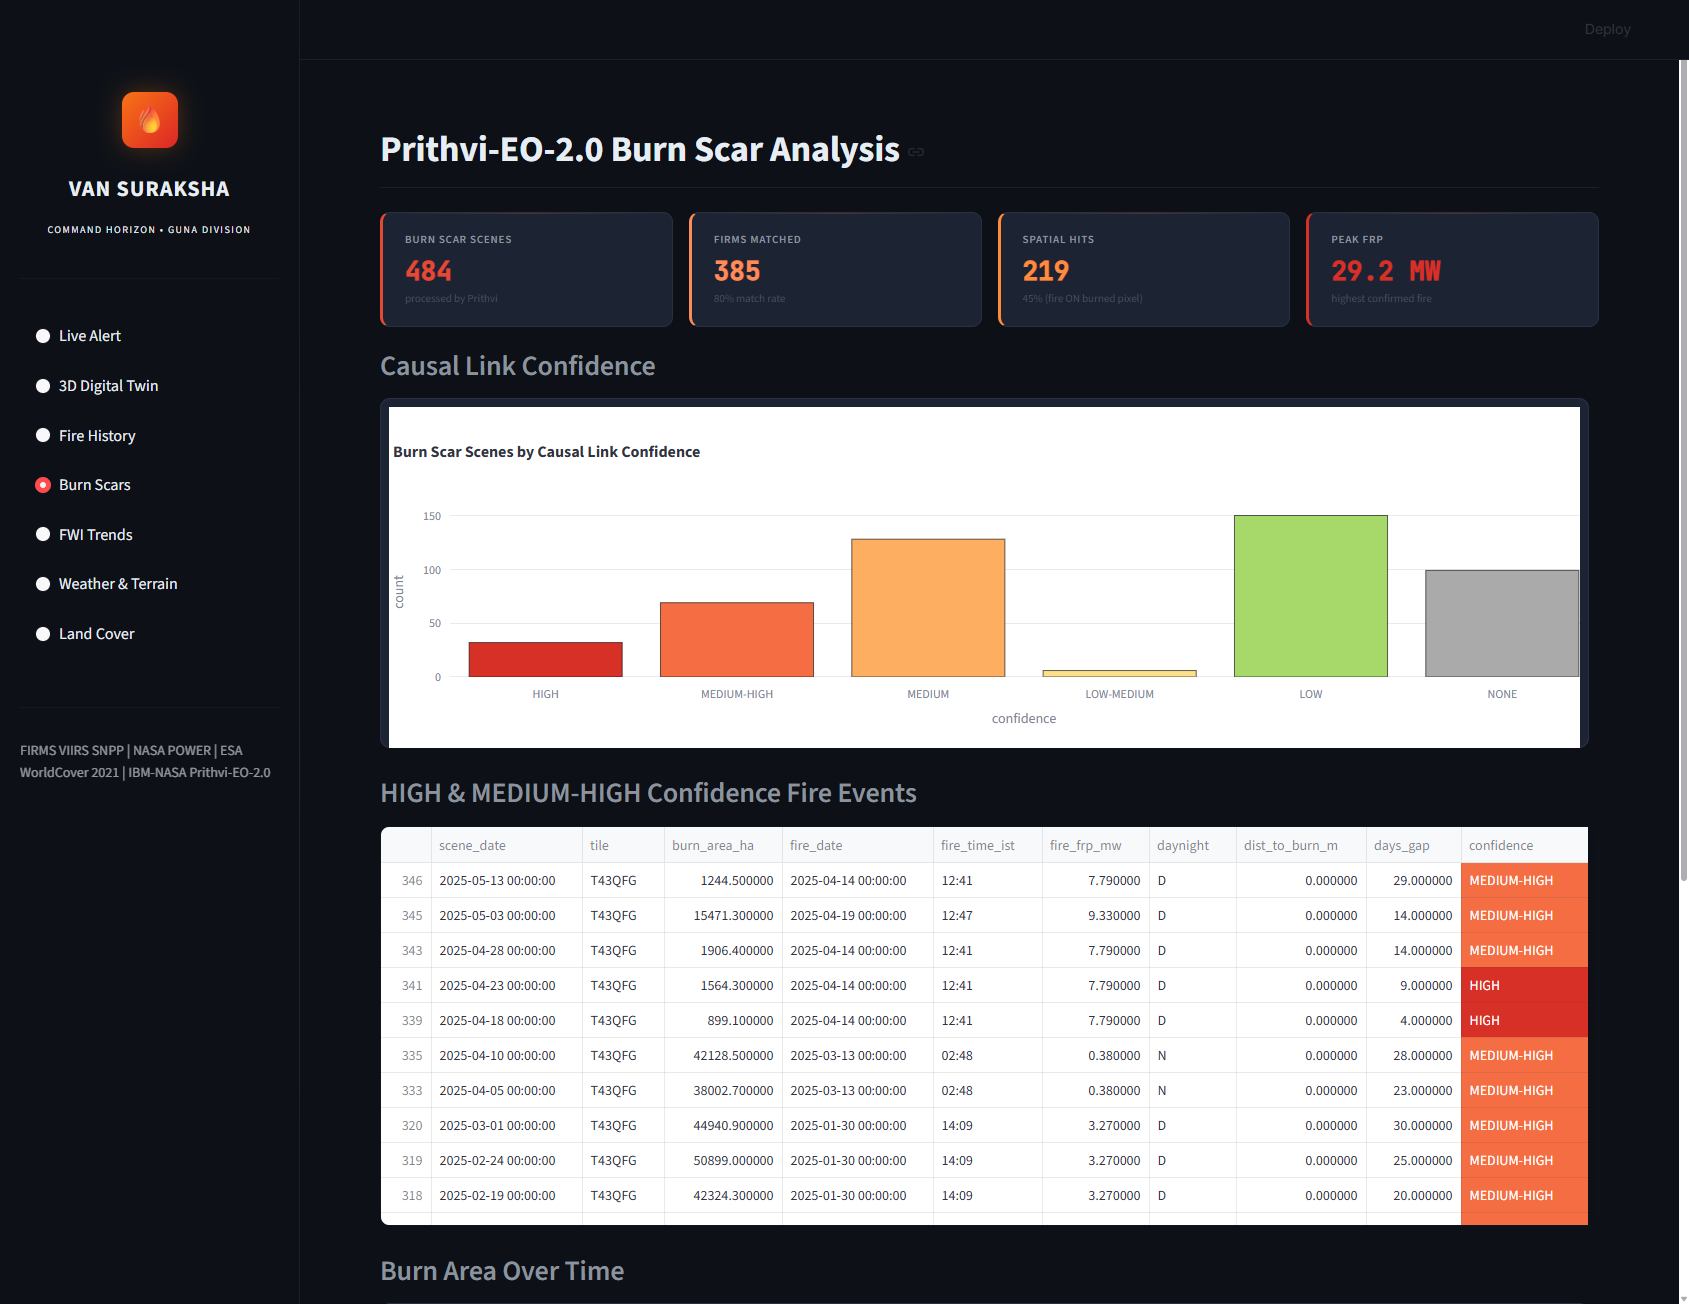 Deploy
VAN SURAKSHA
COMMAND HORIZON • GUNA DIVISION
Live Alert
3D Digital Twin
Fire History
Burn Scars
FWI Trends
Weather & Terrain
Land Cover
FIRMS VIIRS SNPP | NASA POWER | ESA
WorldCover 2021 | IBM-NASA Prithvi-EO-2.0
Prithvi-EO-2.0 Burn Scar Analysis
BURN SCAR SCENES
484
processed by Prithvi
FIRMS MATCHED
385
80% match rate
SPATIAL HITS
219
45% (fire ON burned pixel)
PEAK FRP
29.2 MW
highest confirmed fire
Causal Link Confidence
Burn Scar Scenes by Causal Link Confidence
150
100
50
0
count
HIGH MEDIUM-HIGH MEDIUM LOW-MEDIUM LOW NONE
confidence
HIGH & MEDIUM-HIGH Confidence Fire Events
scene_date tile burn_area_ha fire_date fire_time_ist fire_frp_mw daynight dist_to_burn_m days_gap confidence
346 2025-05-13 00:00:00 T43QFG 1244.500000 2025-04-14 00:00:00 12:41 7.790000 D 0.000000 29.000000 MEDIUM-HIGH
345 2025-05-03 00:00:00 T43QFG 15471.300000 2025-04-19 00:00:00 12:47 9.330000 D 0.000000 14.000000 MEDIUM-HIGH
343 2025-04-28 00:00:00 T43QFG 1906.400000 2025-04-14 00:00:00 12:41 7.790000 D 0.000000 14.000000 MEDIUM-HIGH
341 2025-04-23 00:00:00 T43QFG 1564.300000 2025-04-14 00:00:00 12:41 7.790000 D 0.000000 9.000000 HIGH
339 2025-04-18 00:00:00 T43QFG 899.100000 2025-04-14 00:00:00 12:41 7.790000 D 0.000000 4.000000 HIGH
335 2025-04-10 00:00:00 T43QFG 42128.500000 2025-03-13 00:00:00 02:48 0.380000 N 0.000000 28.000000 MEDIUM-HIGH
333 2025-04-05 00:00:00 T43QFG 38002.700000 2025-03-13 00:00:00 02:48 0.380000 N 0.000000 23.000000 MEDIUM-HIGH
320 2025-03-01 00:00:00 T43QFG 44940.900000 2025-01-30 00:00:00 14:09 3.270000 D 0.000000 30.000000 MEDIUM-HIGH
319 2025-02-24 00:00:00 T43QFG 50899.000000 2025-01-30 00:00:00 14:09 3.270000 D 0.000000 25.000000 MEDIUM-HIGH
318 2025-02-19 00:00:00 T43QFG 42324.300000 2025-01-30 00:00:00 14:09 3.270000 D 0.000000 20.000000 MEDIUM-HIGH
Burn Area Over Time